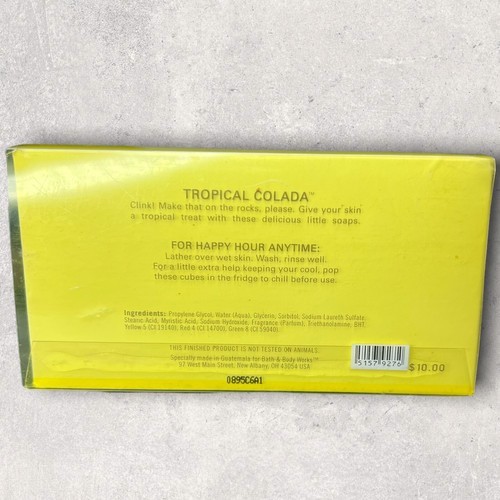 TROPICAL COLADA™
Clink! Make that on the rocks, please. Give your skin
a tropical treat with these delicious little soaps.
FOR HAPPY HOUR ANYTIME:
Lather over wet skin. Wash, rinse well.
For a little extra help keeping your cool, pop
these cubes in the fridge to chill before use.
Ingredients: Propylene Glycol, Water (Aqua), Glycerin, Sorbitol, Sodium Laureth Sulfate,
Stearic Acid, Myristic Acid, Sodium Hydroxide, Fragrance (Parfum), Triethanolamine, BHT,
Yellow 5 (CI 19140), Red 4 (CI 14700), Green 8 (CI 59040).
THIS FINISHED PRODUCT IS NOT TESTED ON ANIMALS.
Specially made in Guatemala for Bath & Body Works™
97 West Main Street, New Albany, OH 43054 USA
51579276
$10.00
0895C6A1